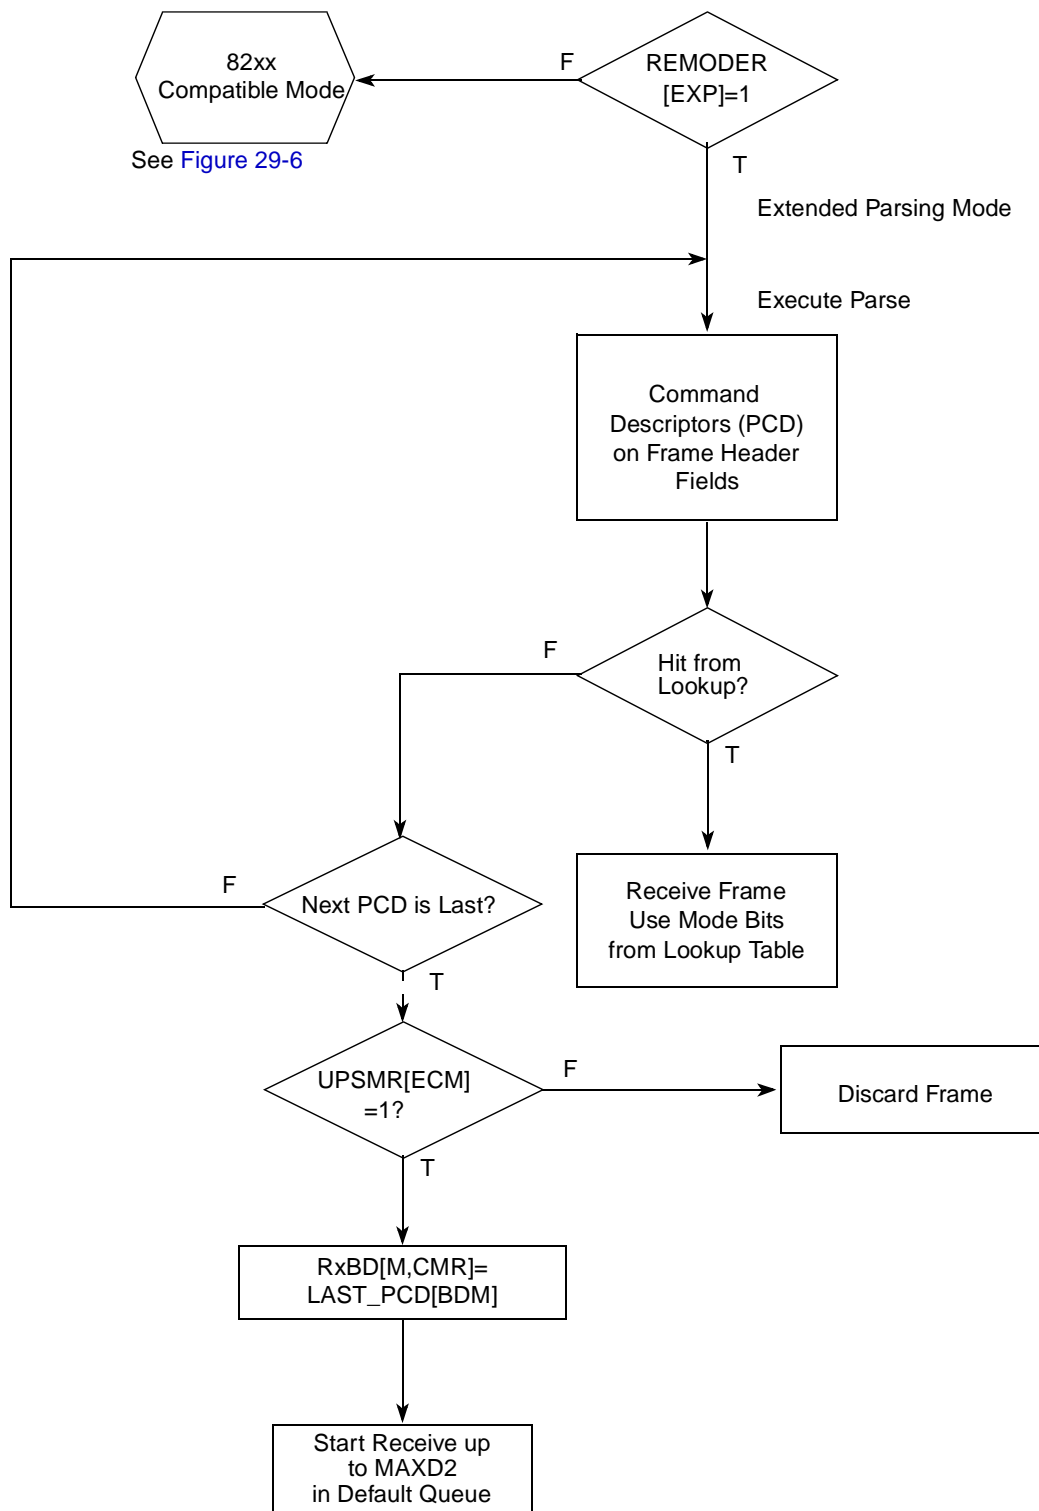 82xx
Compatible Mode
See Figure 29-6
F
REMODER
[EXP]=1
T
Extended Parsing Mode
Execute Parse
Command
Descriptors (PCD)
on Frame Header
Fields
F
Hit from
Lookup?
T
F
Next PCD is Last?
Receive Frame
Use Mode Bits
from Lookup Table
T
UPSMR[ECM]
=1?
F
Discard Frame
T
RxBD[M,CMR]=
LAST_PCD[BDM]
Start Receive up
to MAXD2
in Default Queue